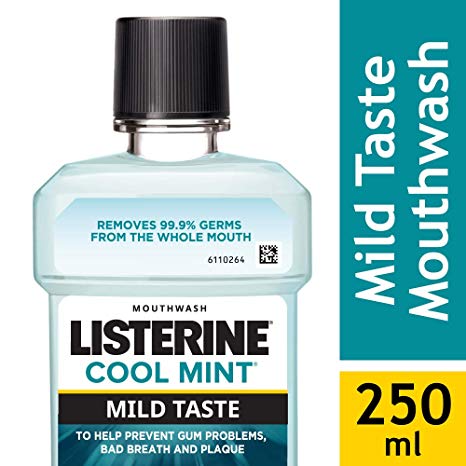 REMOVES 99.9% GERMS
FROM THE WHOLE MOUTH
6110264
MOUTHWASH
LISTERINE
COOL MINT®
MILD TASTE
TO HELP PREVENT GUM PROBLEMS,
BAD BREATH AND PLAQUE
Mild Taste
Mouthwash
250
ml